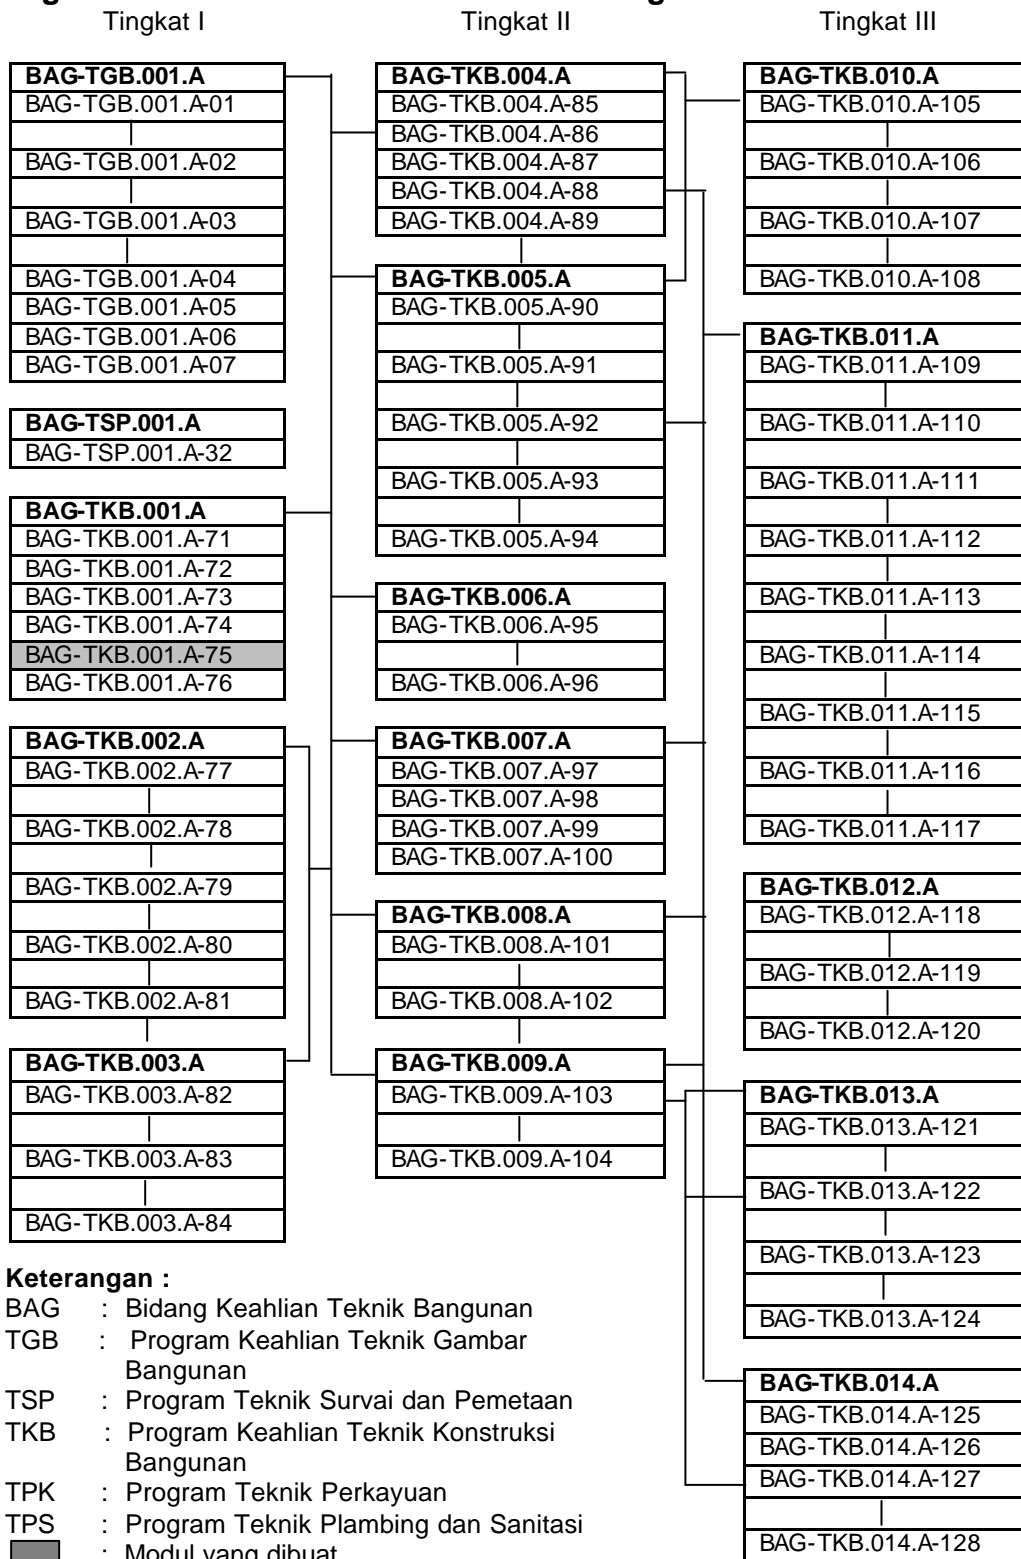 Tingkat I
Tingkat II
Tingkat III
BAG-TGB.001.A
BAG-TGB.001.A-01
BAG-TGB.001.A-02
BAG-TGB.001.A-03
BAG-TGB.001.A-04
BAG-TGB.001.A-05
BAG-TGB.001.A-06
BAG-TGB.001.A-07
BAG-TSP.001.A
BAG-TSP.001.A-32
BAG-TKB.001.A
BAG-TKB.001.A-71
BAG-TKB.001.A-72
BAG-TKB.001.A-73
BAG-TKB.001.A-74
BAG-TKB.001.A-75
BAG-TKB.001.A-76
BAG-TKB.002.A
BAG-TKB.002.A-77
BAG-TKB.002.A-78
BAG-TKB.002.A-79
BAG-TKB.002.A-80
BAG-TKB.002.A-81
BAG-TKB.003.A
BAG-TKB.003.A-82
BAG-TKB.003.A-83
BAG-TKB.003.A-84
BAG-TKB.004.A
BAG-TKB.004.A-85
BAG-TKB.004.A-86
BAG-TKB.004.A-87
BAG-TKB.004.A-88
BAG-TKB.004.A-89
BAG-TKB.005.A
BAG-TKB.005.A-90
BAG-TKB.005.A-91
BAG-TKB.005.A-92
BAG-TKB.005.A-93
BAG-TKB.005.A-94
BAG-TKB.006.A
BAG-TKB.006.A-95
BAG-TKB.006.A-96
BAG-TKB.007.A
BAG-TKB.007.A-97
BAG-TKB.007.A-98
BAG-TKB.007.A-99
BAG-TKB.007.A-100
BAG-TKB.008.A
BAG-TKB.008.A-101
BAG-TKB.008.A-102
BAG-TKB.009.A
BAG-TKB.009.A-103
BAG-TKB.009.A-104
BAG-TKB.010.A
BAG-TKB.010.A-105
BAG-TKB.010.A-106
BAG-TKB.010.A-107
BAG-TKB.010.A-108
BAG-TKB.011.A
BAG-TKB.011.A-109
BAG-TKB.011.A-110
BAG-TKB.011.A-111
BAG-TKB.011.A-112
BAG-TKB.011.A-113
BAG-TKB.011.A-114
BAG-TKB.011.A-115
BAG-TKB.011.A-116
BAG-TKB.011.A-117
BAG-TKB.012.A
BAG-TKB.012.A-118
BAG-TKB.012.A-119
BAG-TKB.012.A-120
BAG-TKB.013.A
BAG-TKB.013.A-121
BAG-TKB.013.A-122
BAG-TKB.013.A-123
BAG-TKB.013.A-124
BAG-TKB.014.A
BAG-TKB.014.A-125
BAG-TKB.014.A-126
BAG-TKB.014.A-127
BAG-TKB.014.A-128
Keterangan :
BAG : Bidang Keahlian Teknik Bangunan
TGB : Program Keahlian Teknik Gambar
Bangunan
TSP : Program Teknik Survai dan Pemetaan
TKB : Program Keahlian Teknik Konstruksi
Bangunan
TPK : Program Teknik Perkayuan
TPS : Program Teknik Plambing dan Sanitasi
: Modul yang dibuat